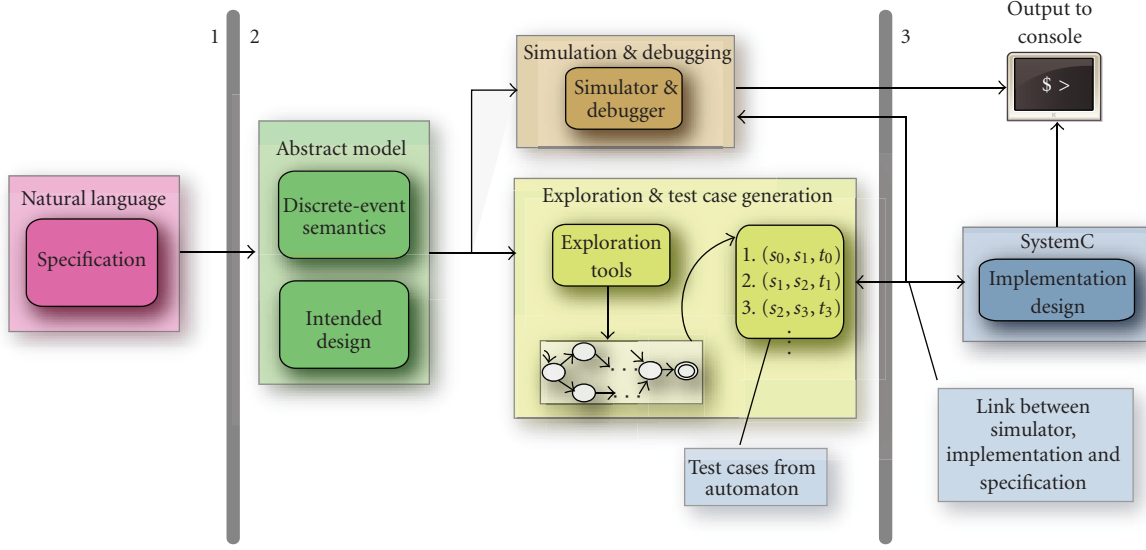 1
2
3
Output to
console
$ >
Simulation & debugging
Simulator &
debugger
Abstract model
Discrete-event
semantics
Intended
design
Natural language
Specification
Exploration & test case generation
Exploration
tools
1. (s0, s1, t0)
2. (s1, s2, t1)
3. (s2, s3, t3)
⋮
. . .
. . .
SystemC
Implementation
design
Test cases from
automaton
Link between
simulator,
implementation and
specification